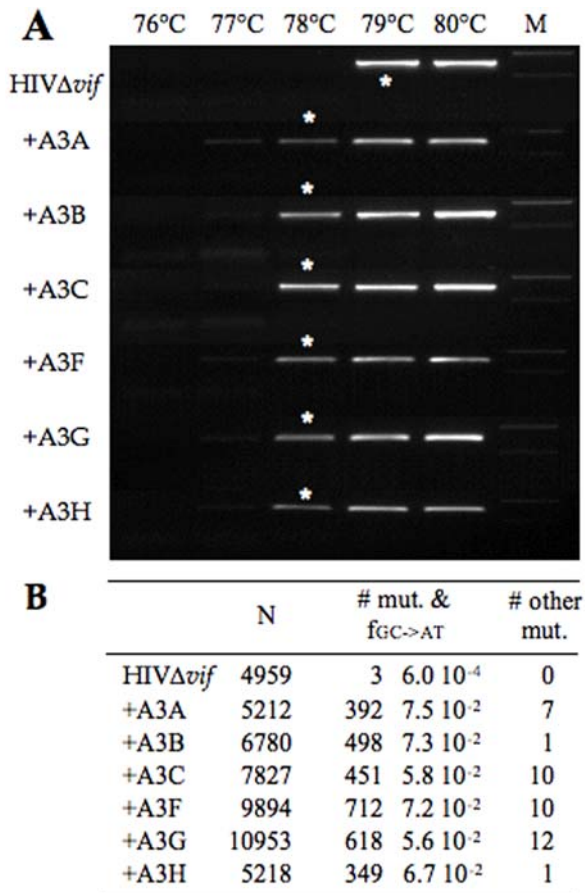 A 76°C 77°C 78°C 79°C 80°C M
HIVΔvif
*
+A3A
*
+A3B
*
+A3C
*
+A3F
*
+A3G
*
+A3H
*
B N # mut. & fGC->AT # other mut.
HIVΔvif 4959 3 6.0 10⁻⁴ 0
+A3A 5212 392 7.5 10⁻² 7
+A3B 6780 498 7.3 10⁻² 1
+A3C 7827 451 5.8 10⁻² 10
+A3F 9894 712 7.2 10⁻² 10
+A3G 10953 618 5.6 10⁻² 12
+A3H 5218 349 6.7 10⁻² 1